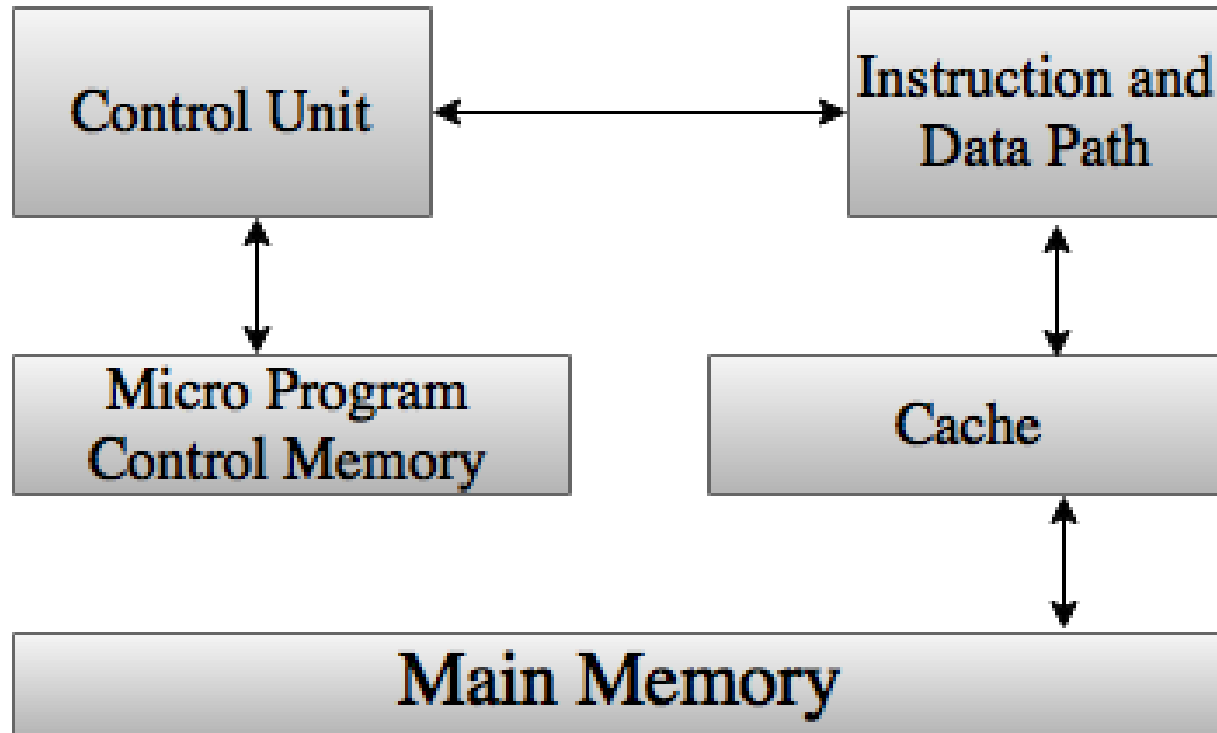 Control Unit
Instruction and
Data Path
Micro Program
Control Memory
Cache
Main Memory